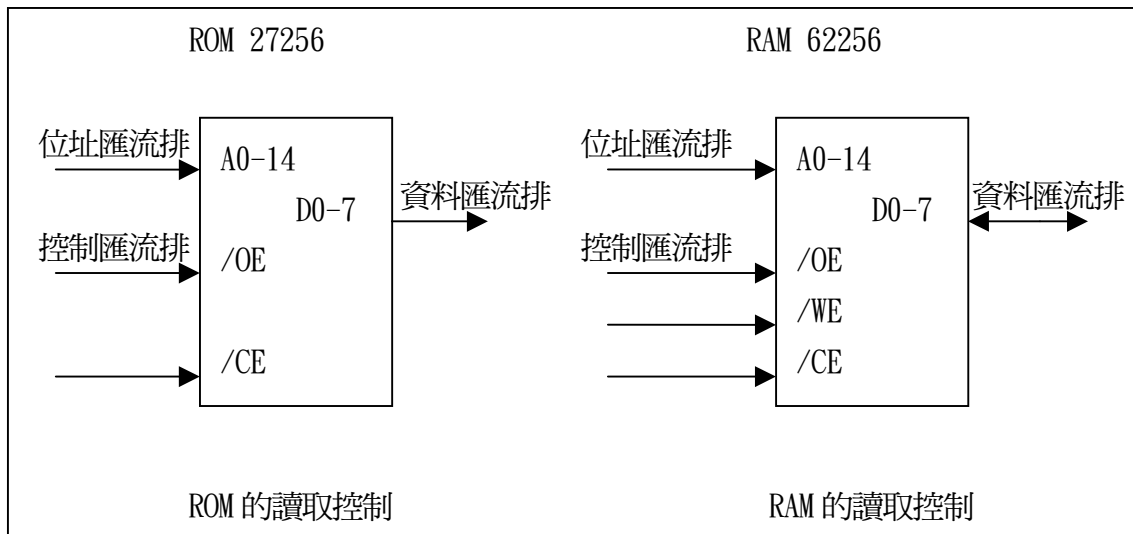 ROM 27256
位址匯流排
A0-14
D0-7
資料匯流排
控制匯流排
/OE
/CE
ROM 的讀取控制
RAM 62256
位址匯流排
A0-14
D0-7
資料匯流排
控制匯流排
/OE
/WE
/CE
RAM 的讀取控制